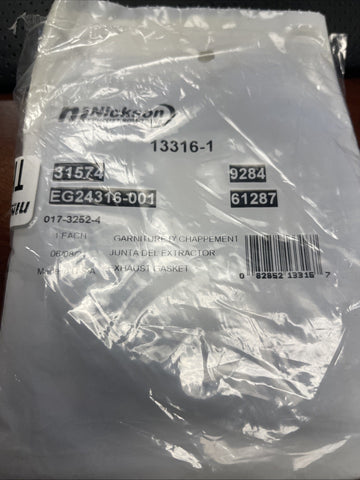 Nickson
13316-1
31574 9284
EG24316-001 61287
017-3252-4
1 EACH GARNITURE D'CHAPPEMENT
JUNTA DEL EXTRACTOR
EXHAUST GASKET
0 82852 13316 7